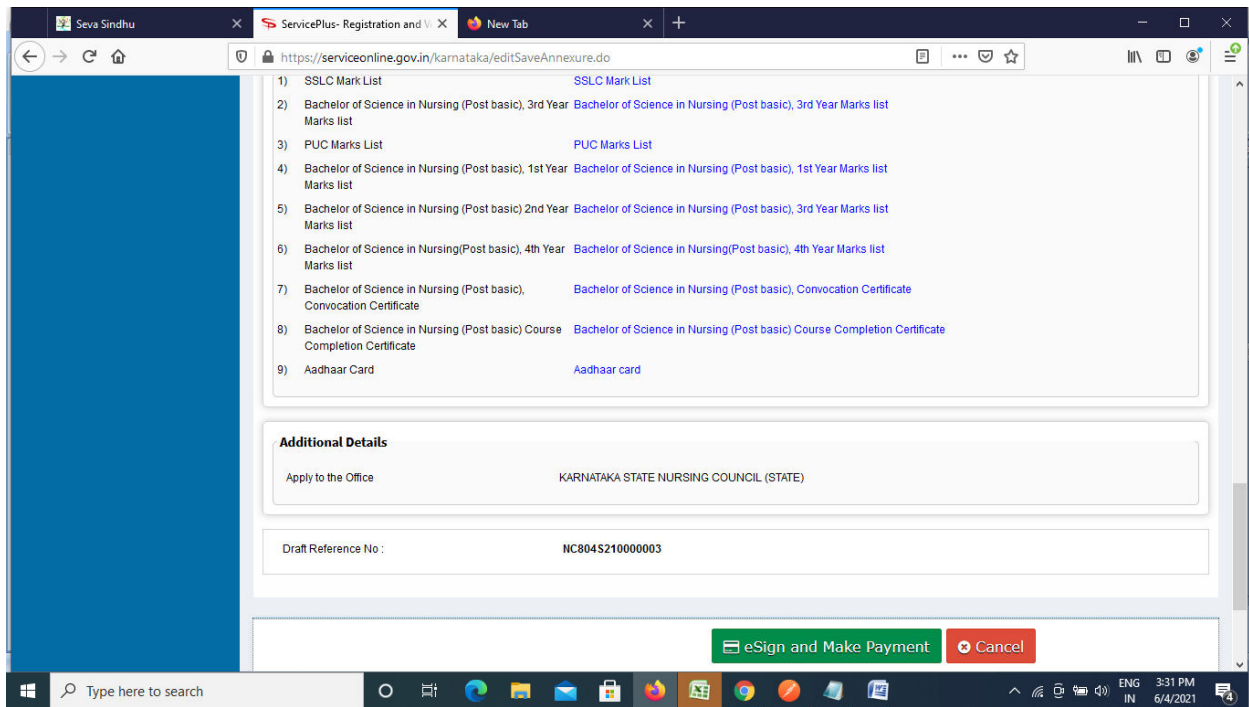 Seva Sindhu
ServicePlus- Registration and V
New Tab
https://serviceonline.gov.in/karnataka/editSaveAnnexure.do
1) SSLC Mark List SSLC Mark List
2) Bachelor of Science in Nursing (Post basic), 3rd Year Bachelor of Science in Nursing (Post basic), 3rd Year Marks list
Marks list
3) PUC Marks List PUC Marks List
4) Bachelor of Science in Nursing (Post basic), 1st Year Bachelor of Science in Nursing (Post basic), 1st Year Marks list
Marks list
5) Bachelor of Science in Nursing (Post basic) 2nd Year Bachelor of Science in Nursing (Post basic), 3rd Year Marks list
Marks list
6) Bachelor of Science in Nursing(Post basic), 4th Year Bachelor of Science in Nursing(Post basic), 4th Year Marks list
Marks list
7) Bachelor of Science in Nursing (Post basic), Bachelor of Science in Nursing (Post basic), Convocation Certificate
Convocation Certificate
8) Bachelor of Science in Nursing (Post basic) Course Bachelor of Science in Nursing (Post basic) Course Completion Certificate
Completion Certificate
9) Aadhaar Card Aadhaar card
Additional Details
Apply to the Office KARNATAKA STATE NURSING COUNCIL (STATE)
Draft Reference No : NC804S210000003
eSign and Make Payment Cancel
Type here to search
ENG 3:31 PM
IN 6/4/2021
4